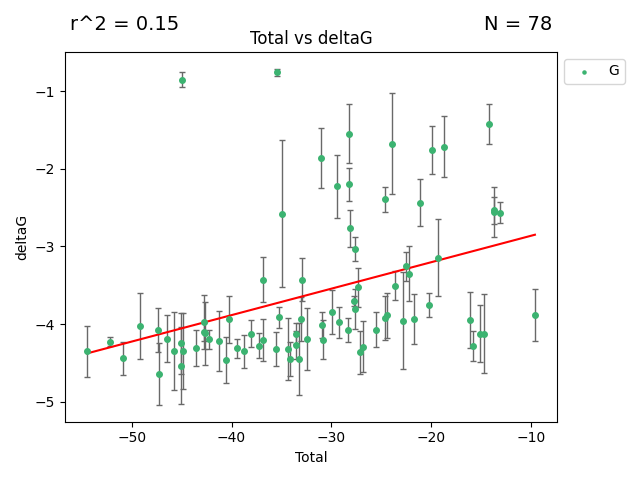 r^2 = 0.15
N = 78
Total vs deltaG
G
−1
−2
−3
−4
−5
deltaG
−50 −40 −30 −20 −10
Total